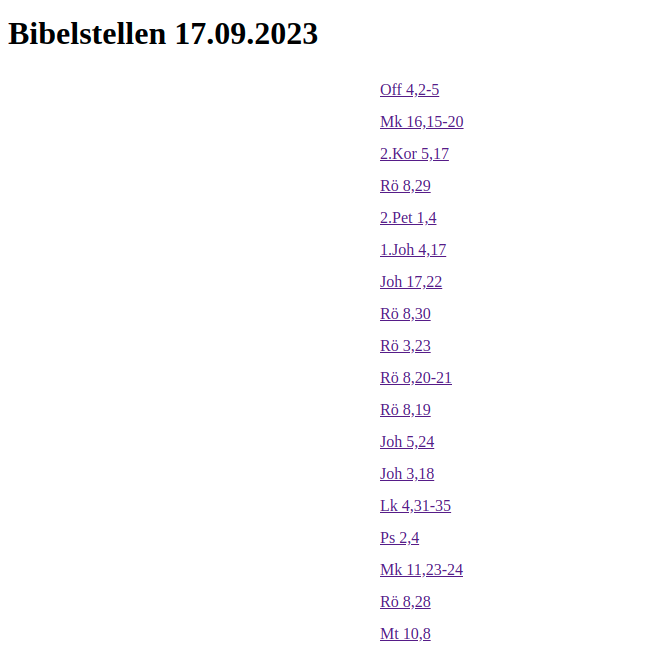 Bibelstellen 17.09.2023
Off 4,2-5
Mk 16,15-20
2.Kor 5,17
Rö 8,29
2.Pet 1,4
1.Joh 4,17
Joh 17,22
Rö 8,30
Rö 3,23
Rö 8,20-21
Rö 8,19
Joh 5,24
Joh 3,18
Lk 4,31-35
Ps 2,4
Mk 11,23-24
Rö 8,28
Mt 10,8